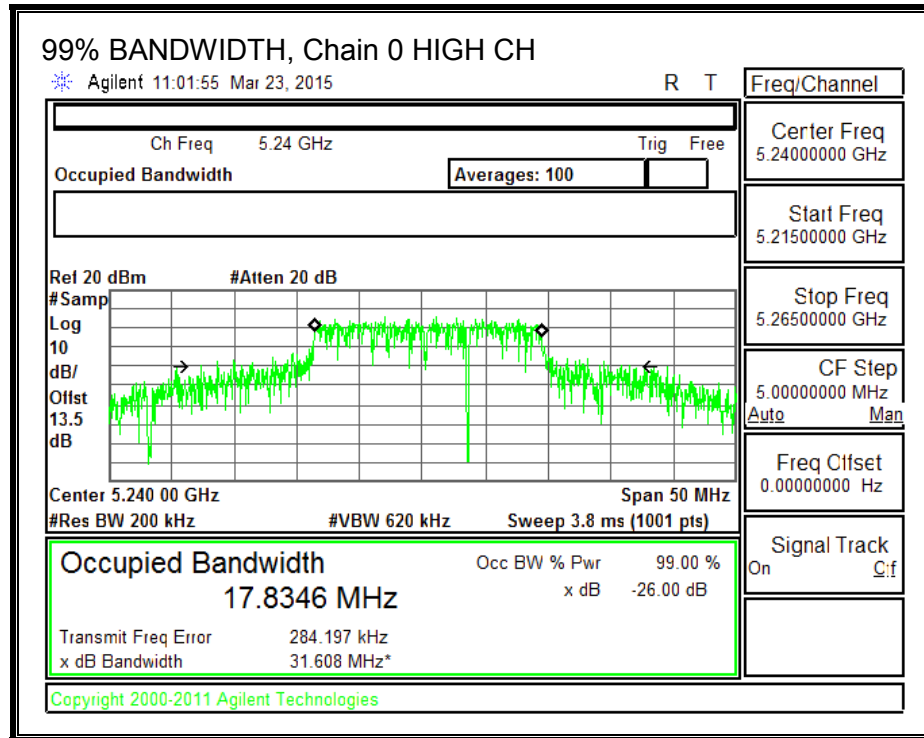 99% BANDWIDTH, Chain 0 HIGH CH
Agilent 11:01:55 Mar 23, 2015 R T
Ch Freq 5.24 GHz Trig Free
Occupied Bandwidth Averages: 100
Ref 20 dBm #Atten 20 dB
#Samp
Log
10
dB/
Offst
13.5
dB
Center 5.240 00 GHz Span 50 MHz
#Res BW 200 kHz #VBW 620 kHz Sweep 3.8 ms (1001 pts)
Occupied Bandwidth Occ BW % Pwr 99.00 %
17.8346 MHz x dB -26.00 dB
Transmit Freq Error 284.197 kHz
x dB Bandwidth 31.608 MHz*
Copyright 2000-2011 Agilent Technologies
Freq/Channel
Center Freq
5.24000000 GHz
Start Freq
5.21500000 GHz
Stop Freq
5.26500000 GHz
CF Step
5.00000000 MHz
Auto Man
Freq Offset
0.00000000 Hz
Signal Track
On Off